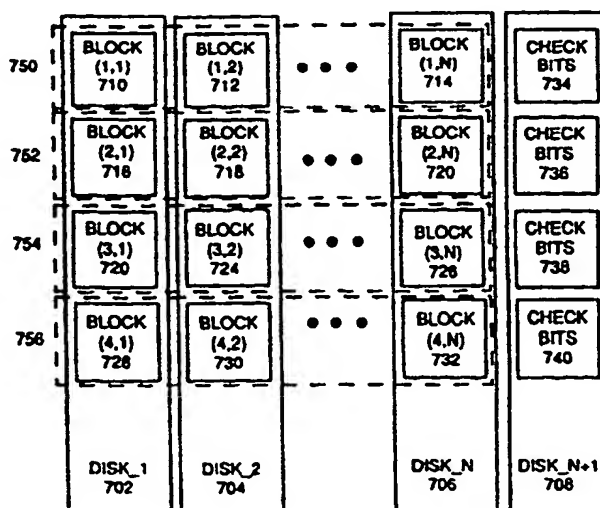 750
BLOCK
(1,1)
710
BLOCK
(1,2)
712
BLOCK
(1,N)
714
CHECK
BITS
734
752
BLOCK
(2,1)
716
BLOCK
(2,2)
718
BLOCK
(2,N)
720
CHECK
BITS
736
754
BLOCK
(3,1)
720
BLOCK
(3,2)
724
BLOCK
(3,N)
726
CHECK
BITS
738
756
BLOCK
(4,1)
728
BLOCK
(4,2)
730
BLOCK
(4,N)
732
CHECK
BITS
740
DISK_1
702
DISK_2
704
DISK_N
706
DISK_N+1
708